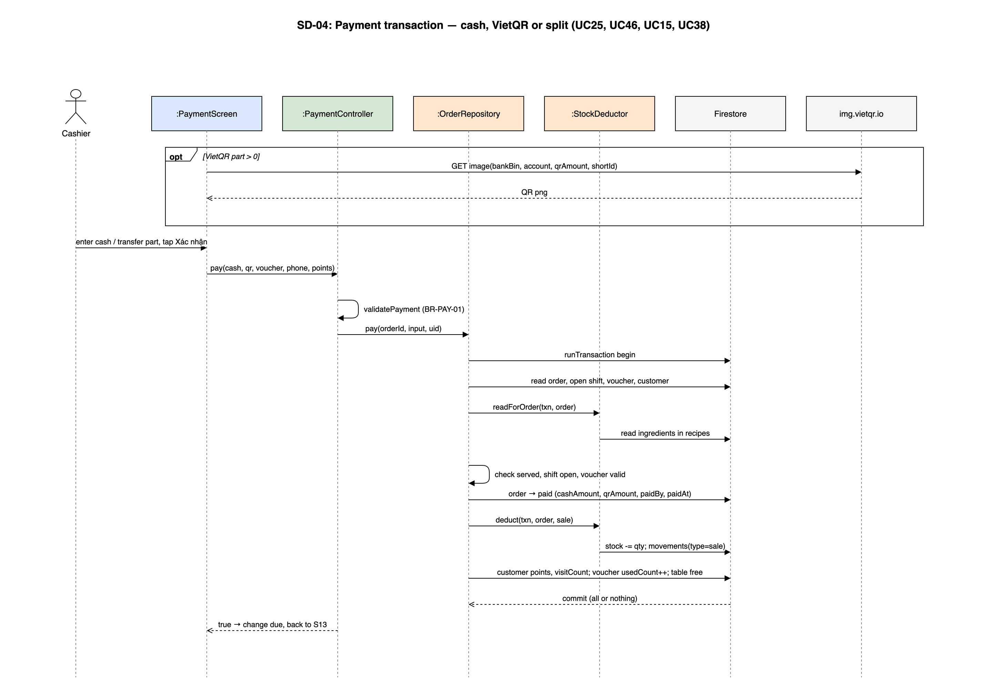 SD-04: Payment transaction — cash, VietQR or split (UC25, UC46, UC15, UC38)
Cashier
:PaymentScreen
:PaymentController
:OrderRepository
:StockDeductor
Firestore
img.vietqr.io
opt
[VietQR part > 0]
GET image(bankBin, account, qrAmount, shortId)
QR png
enter cash / transfer part, tap Xác nhận
pay(cash, qr, voucher, phone, points)
validatePayment (BR-PAY-01)
pay(orderId, input, uid)
runTransaction begin
read order, open shift, voucher, customer
readForOrder(txn, order)
read ingredients in recipes
check served, shift open, voucher valid
order → paid (cashAmount, qrAmount, paidBy, paidAt)
deduct(txn, order, sale)
stock -= qty; movements(type=sale)
customer points, visitCount; voucher usedCount++; table free
commit (all or nothing)
true → change due, back to S13